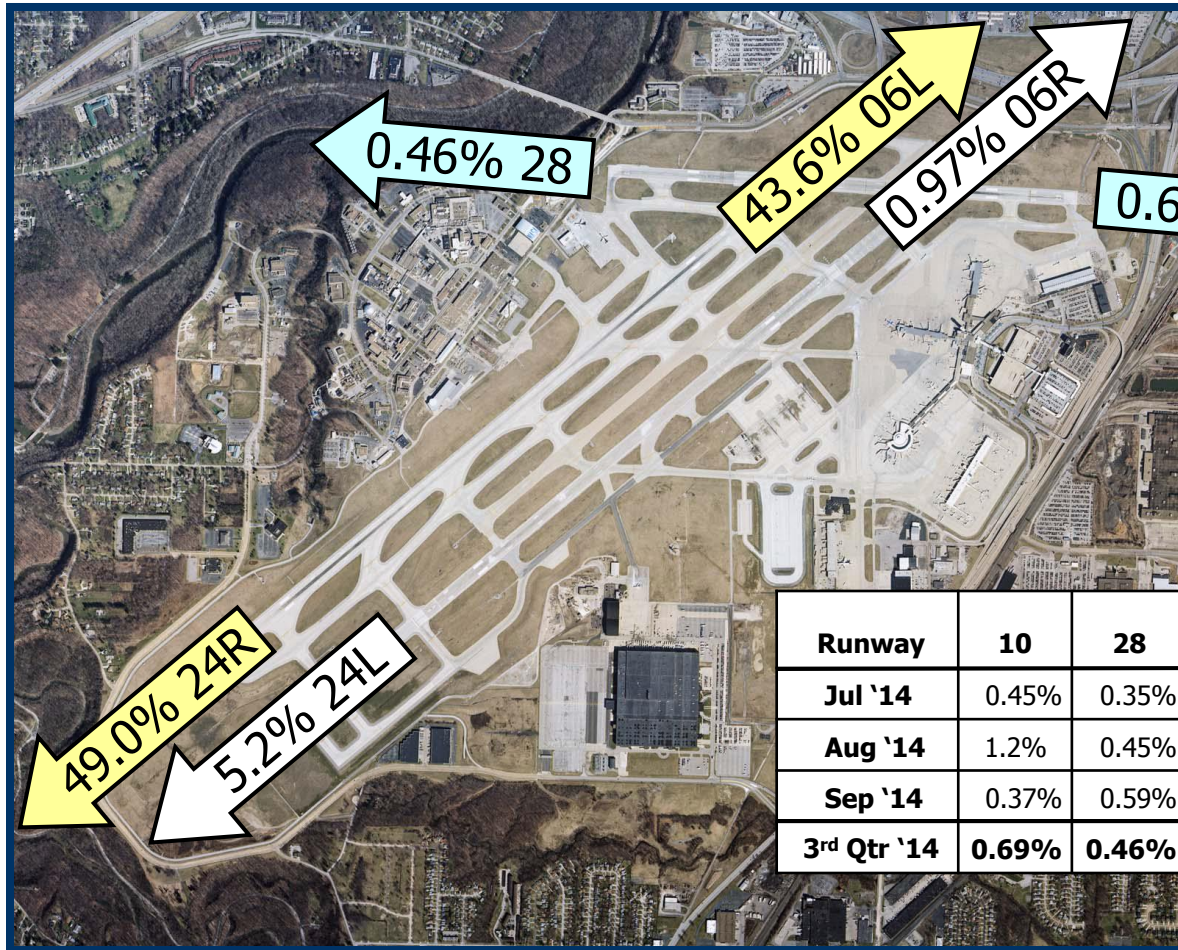 43.6% 06L
0.97% 06R
0.46% 28
0.6
49.0% 24R
5.2% 24L
Runway 10 28
Jul ‘14 0.45% 0.35%
Aug ‘14 1.2% 0.45%
Sep ‘14 0.37% 0.59%
3rd Qtr ‘14 0.69% 0.46%